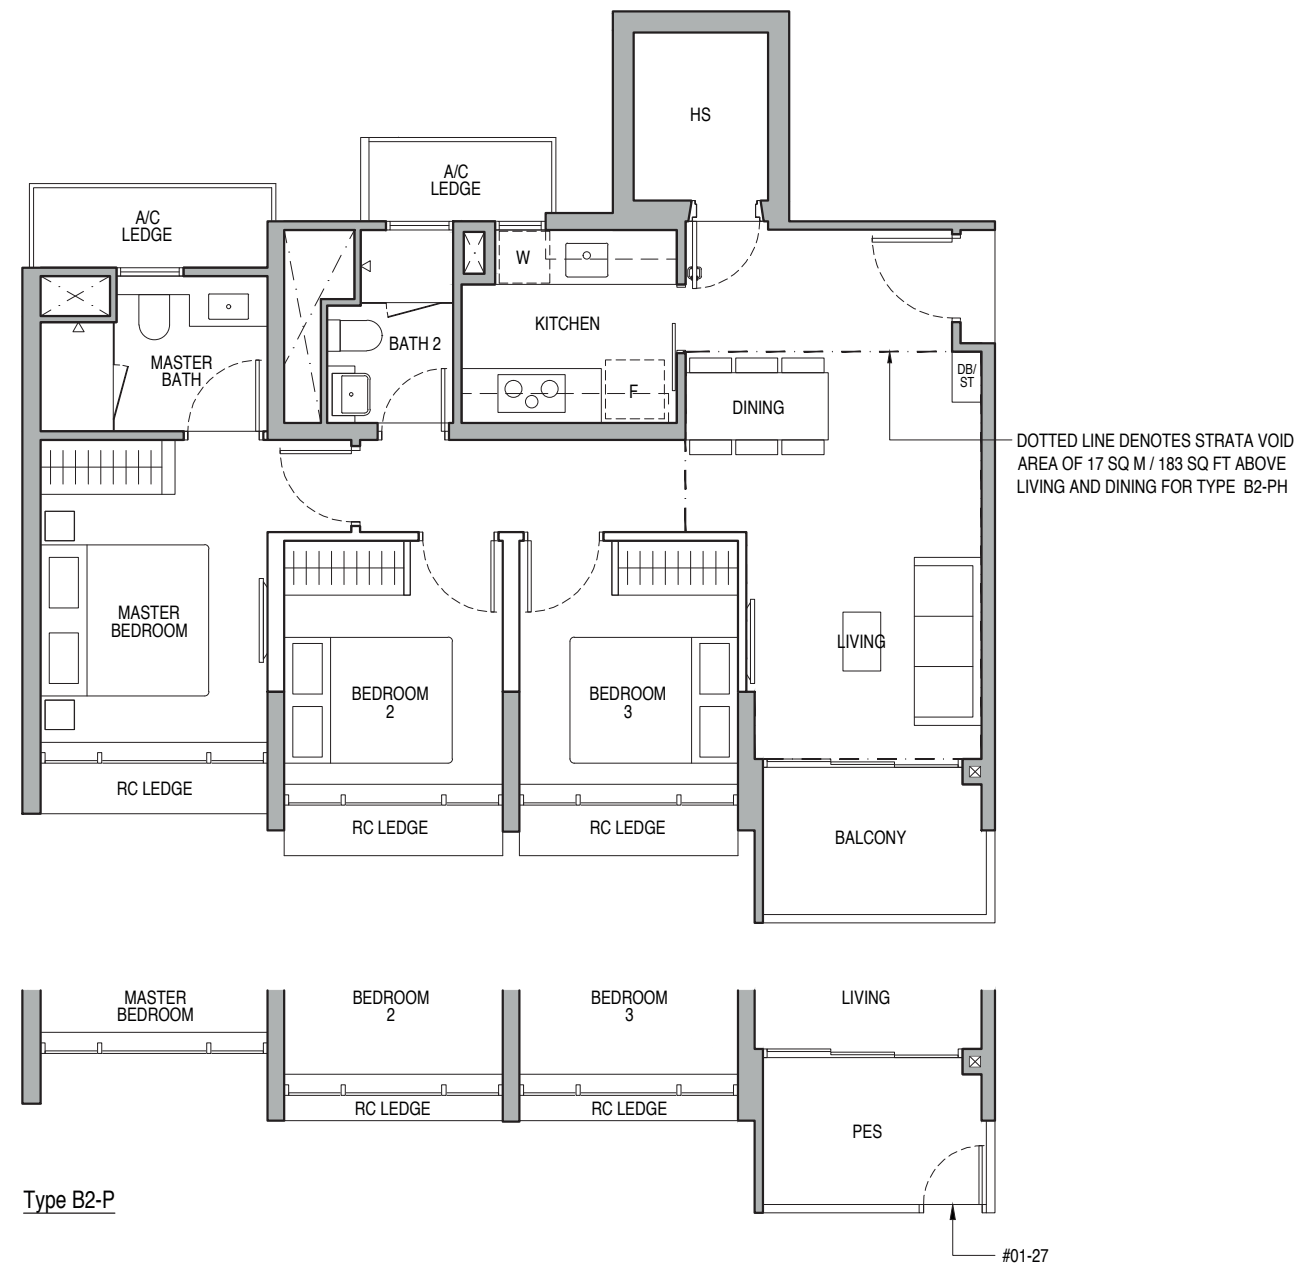 HS
A/C
LEDGE
A/C
LEDGE
W
KITCHEN
BATH 2
MASTER
BATH
F
DINING
DB/
ST
DOTTED LINE DENOTES STRATA VOID
AREA OF 17 SQ M / 183 SQ FT ABOVE
LIVING AND DINING FOR TYPE B2-PH
MASTER
BEDROOM
BEDROOM
2
BEDROOM
3
LIVING
RC LEDGE
RC LEDGE
RC LEDGE
BALCONY
MASTER
BEDROOM
BEDROOM
2
BEDROOM
3
LIVING
RC LEDGE
RC LEDGE
PES
Type B2-P
#01-27